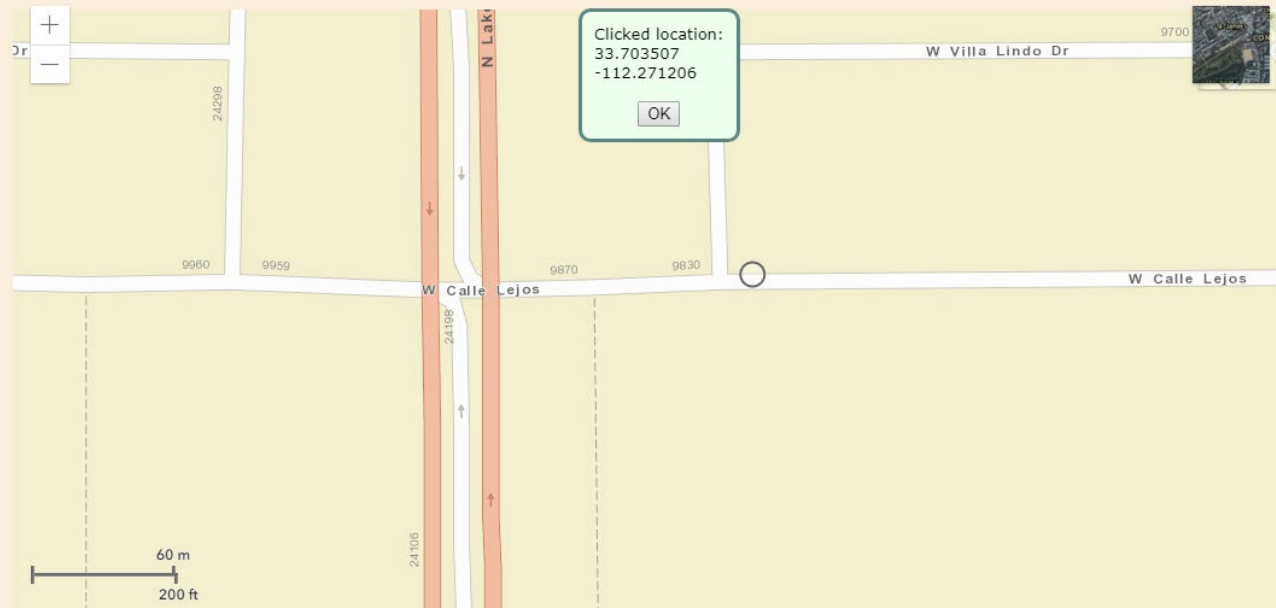 +
−
Dr
24298
N Lake
Clicked location:
33.703507
-112.271206
OK
W Villa Lindo Dr
9700
9960
9959
W Calle Lejos
9870
9830
W Calle Lejos
24198
24106
60 m
200 ft